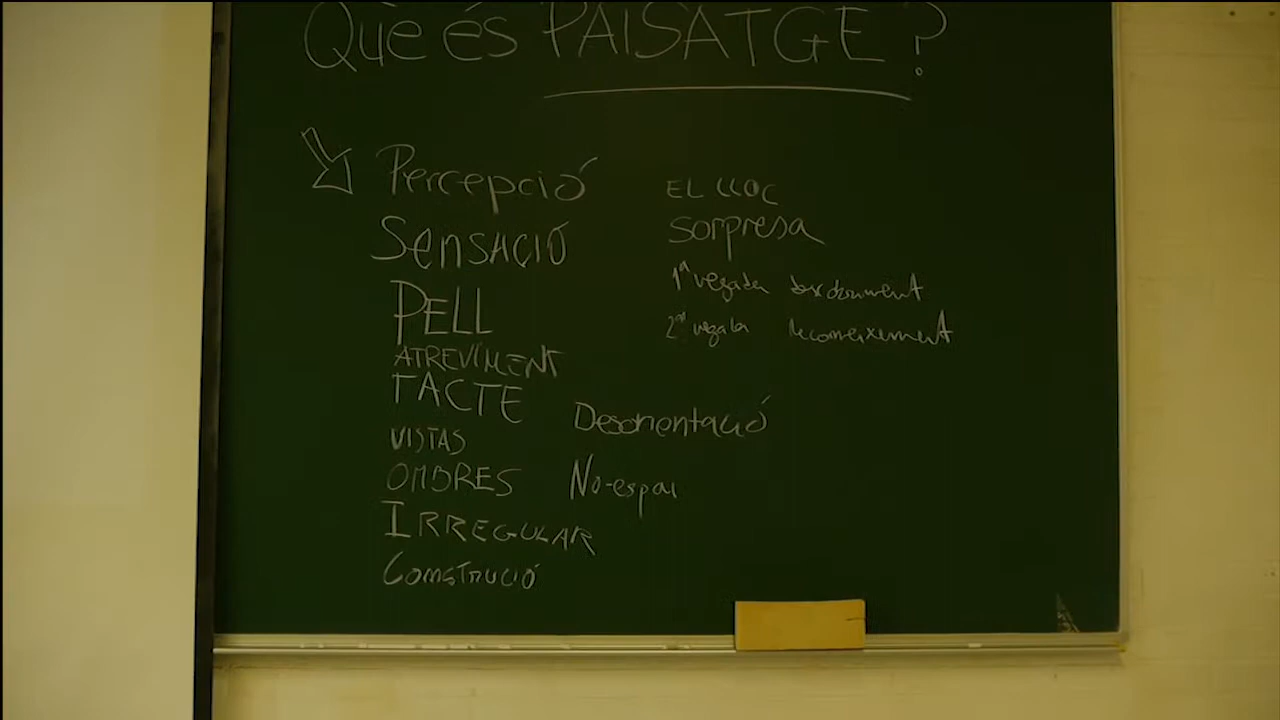 Què és PAISATGE?
Percepció
SENSACIÓ
PELL
ATREVIMENT
TACTE
VISTAS
OMBRES
IRREGULAR
CONSTRUCIÓ
EL LLOC
SORPRESA
1ª vegada
2ª vegada reconeixement
Desorientació
No-espai